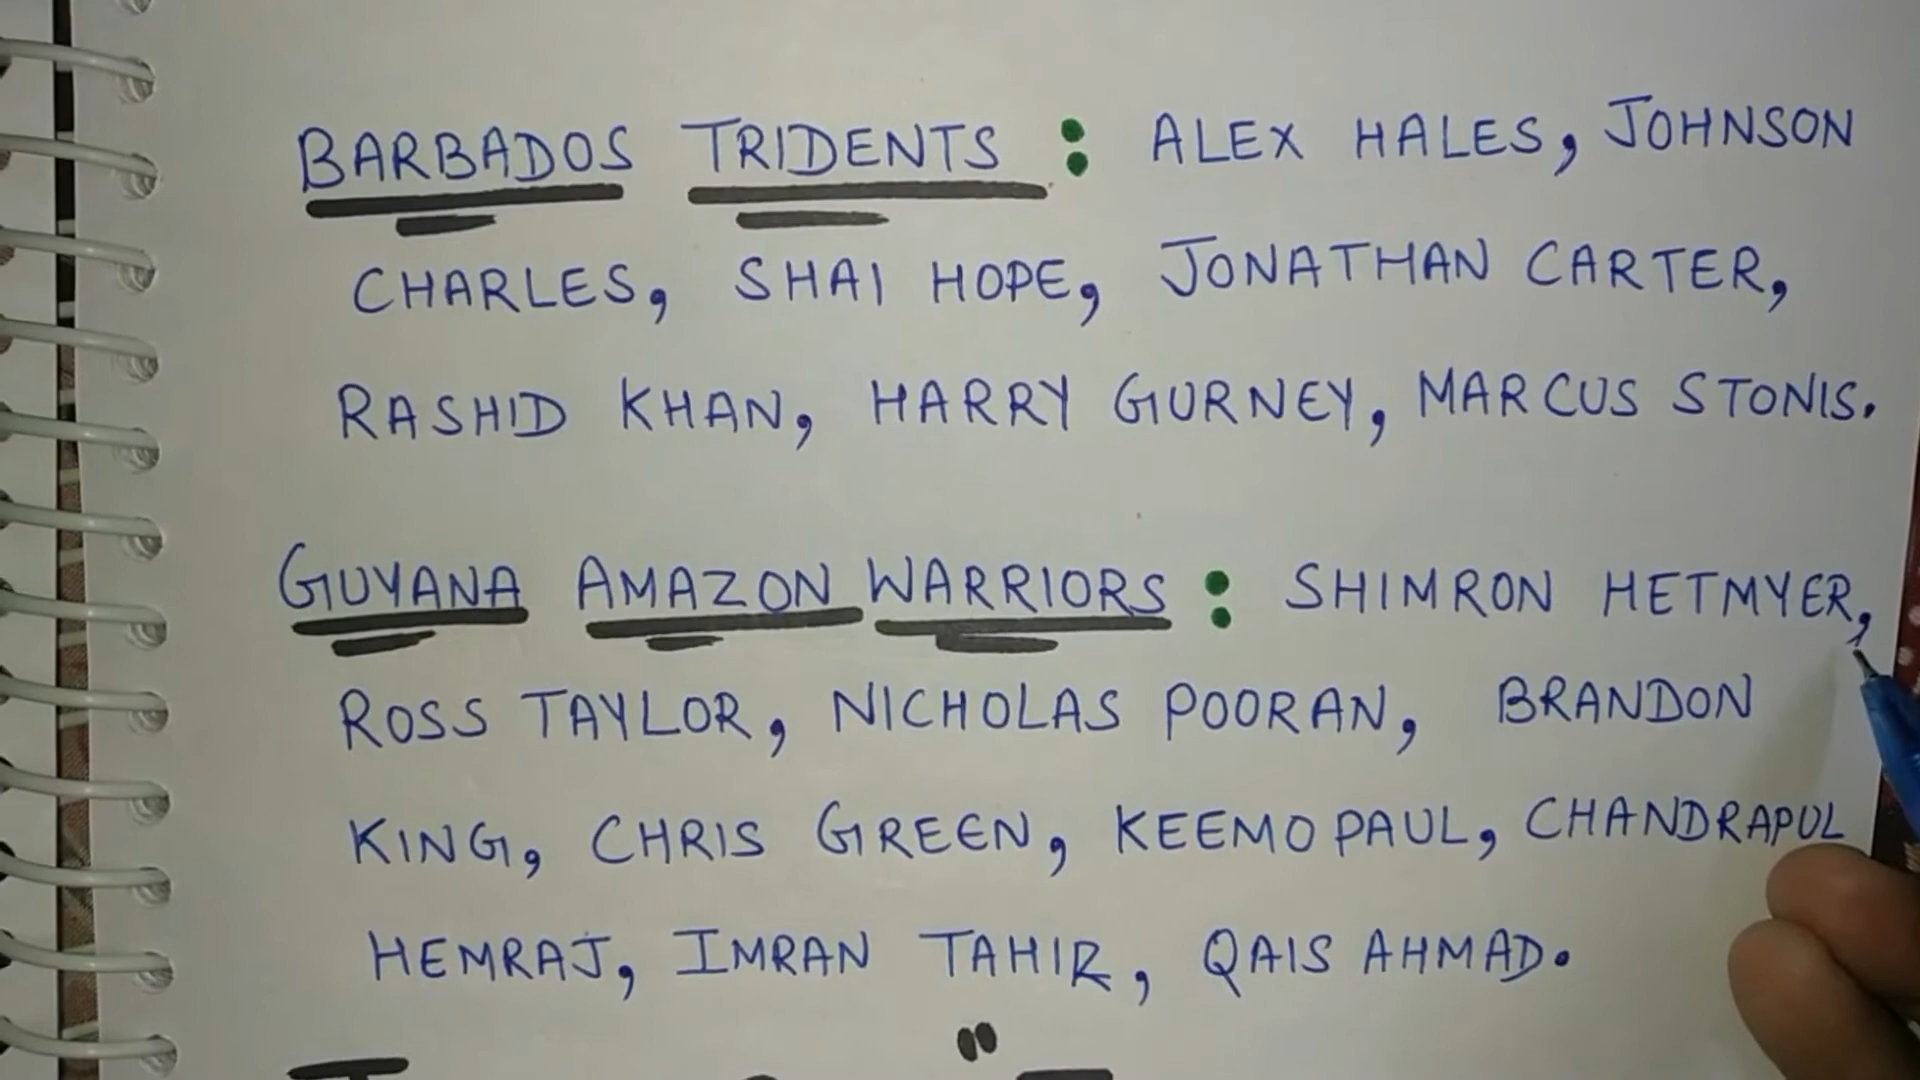 BARBADOS TRIDENTS : ALEX HALES, JOHNSON
CHARLES, SHAI HOPE, JONATHAN CARTER,
RASHID KHAN, HARRY GURNEY, MARCUS STONIS.
GUYANA AMAZON WARRIORS : SHIMRON HETMYER,
ROSS TAYLOR, NICHOLAS POORAN, BRANDON
KING, CHRIS GREEN, KEEMO PAUL, CHANDRAPUL
HEMRAJ, IMRAN TAHIR, QAIS AHMAD.